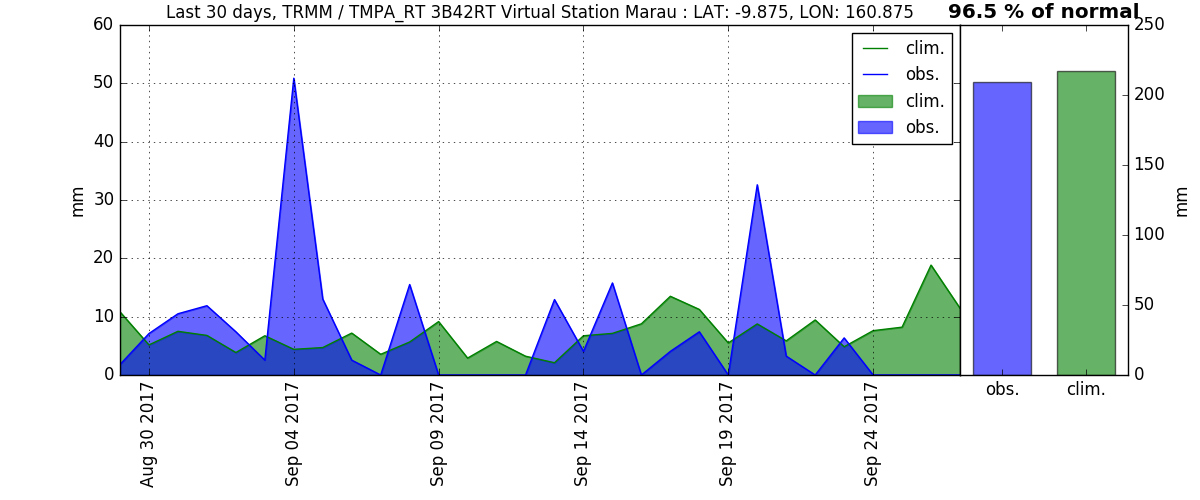 Last 30 days, TRMM / TMPA_RT 3B42RT Virtual Station Marau : LAT: -9.875, LON: 160.875
96.5 % of normal
60
50
40
30
20
10
0
mm
clim.
obs.
clim.
obs.
Aug 30 2017
Sep 04 2017
Sep 09 2017
Sep 14 2017
Sep 19 2017
Sep 24 2017
250
200
150
100
50
0
mm
obs.
clim.